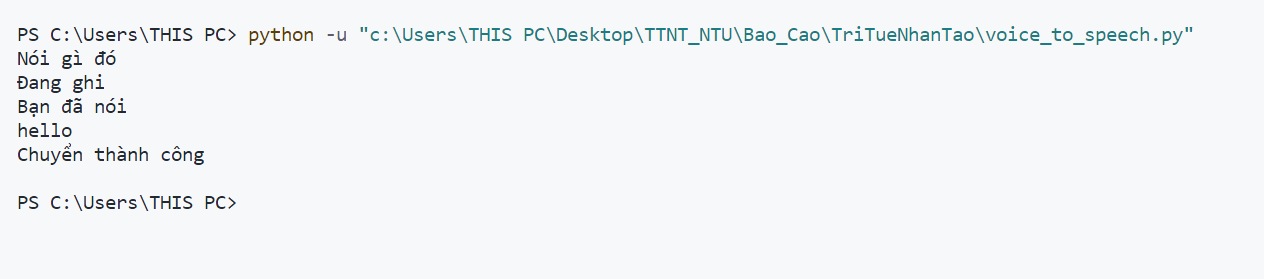 PS C:\Users\THIS PC> python -u "c:\Users\THIS PC\Desktop\TTNT_NTU\Bao_Cao\TriTueNhanTao\voice_to_speech.py"
Nói gì đó
Đang ghi
Bạn đã nói
hello
Chuyển thành công
PS C:\Users\THIS PC>